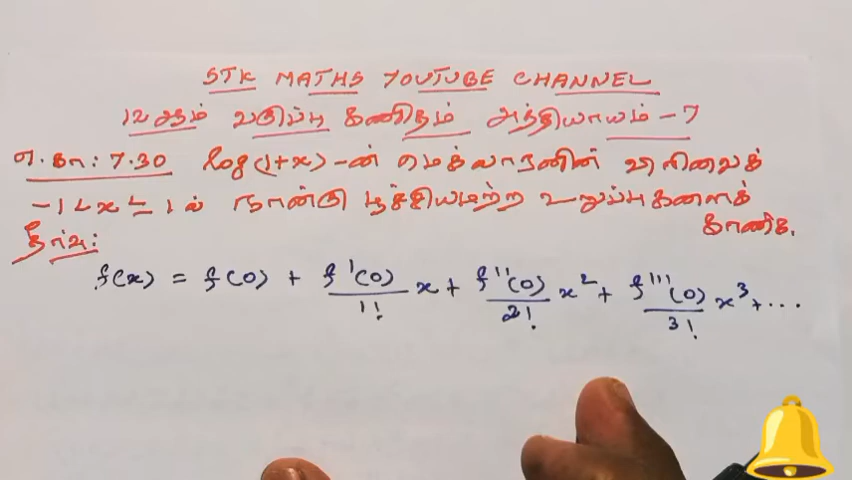 STK MATHS YOUTUBE CHANNEL
12 ஆம் வகுப்பு கணிதம் அத்தியாயம் - 7
எ.கா: 7.30 log(1+x) -ன் மெக்லாரனின் விரிவைக்
-1 < x ≤ 1 ல் நான்கு பூச்சியமற்ற உறுப்புகளைக்
காண்க.
தீர்வு:
f(x) = f(0) + f'(0)/1! x + f''(0)/2! x² + f'''(0)/3! x³ + ...